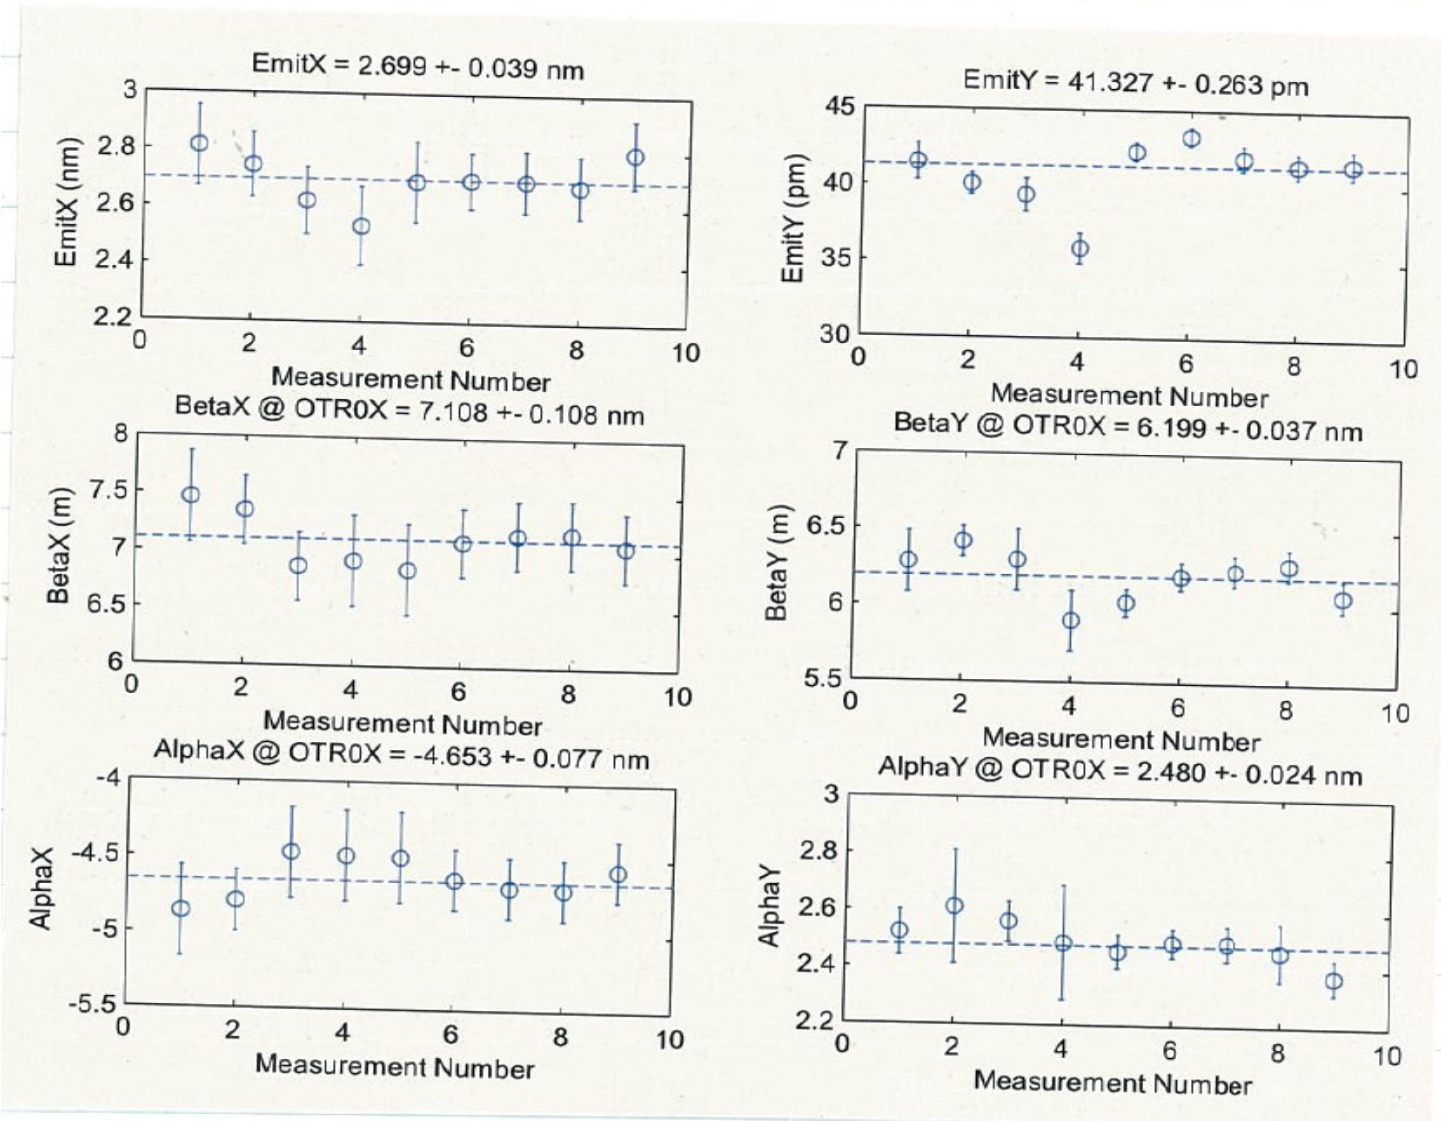 EmitX = 2.699 +- 0.039 nm
3
2.8
2.6
2.4
2.2
EmitX (nm)
0 2 4 6 8 10
Measurement Number
EmitY = 41.327 +- 0.263 pm
45
40
35
30
EmitY (pm)
0 2 4 6 8 10
Measurement Number
BetaX @ OTR0X = 7.108 +- 0.108 nm
8
7.5
7
6.5
6
BetaX (m)
0 2 4 6 8 10
Measurement Number
BetaY @ OTR0X = 6.199 +- 0.037 nm
7
6.5
6
5.5
BetaY (m)
0 2 4 6 8 10
Measurement Number
AlphaX @ OTR0X = -4.653 +- 0.077 nm
-4
-4.5
-5
-5.5
AlphaX
0 2 4 6 8 10
Measurement Number
AlphaY @ OTR0X = 2.480 +- 0.024 nm
3
2.8
2.6
2.4
2.2
AlphaY
0 2 4 6 8 10
Measurement Number